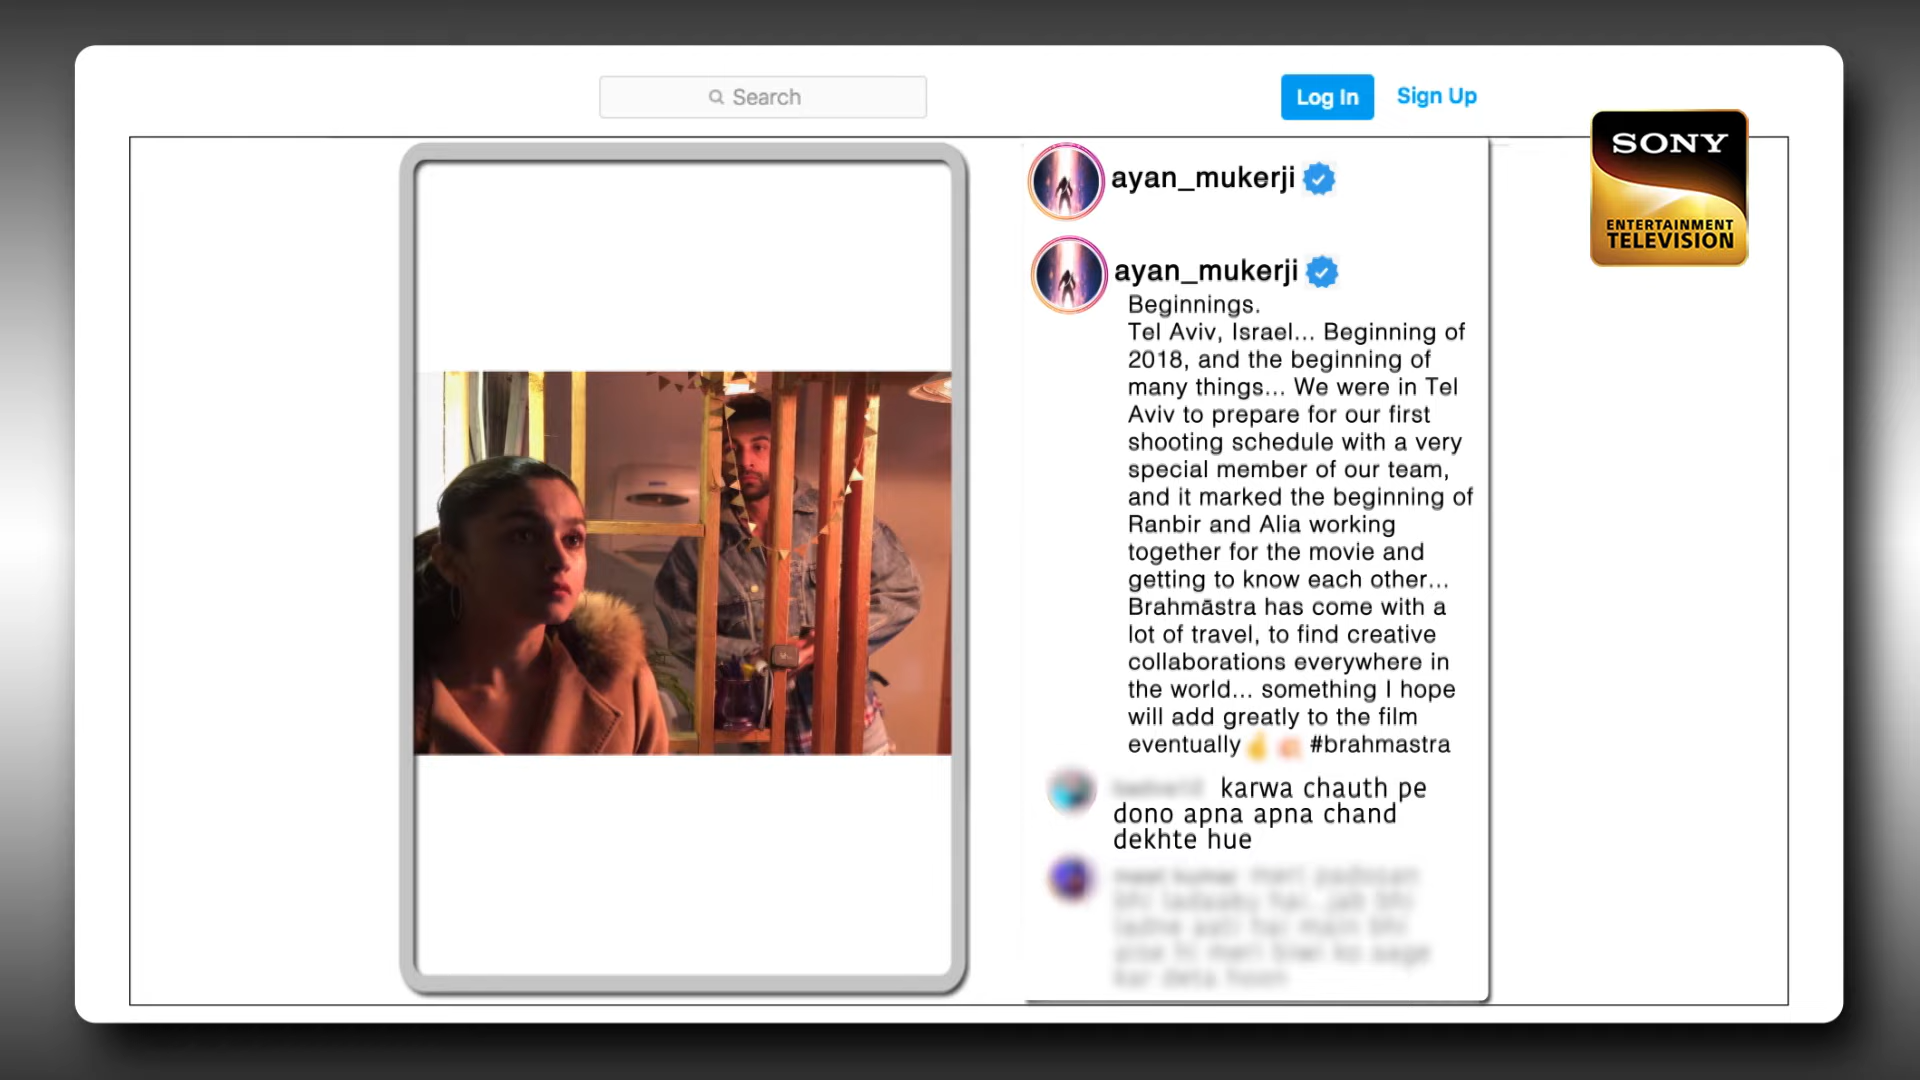 Search
Log In
Sign Up
SONY
ENTERTAINMENT
TELEVISION
ayan_mukerji
ayan_mukerji
Beginnings.
Tel Aviv, Israel... Beginning of
2018, and the beginning of
many things... We were in Tel
Aviv to prepare for our first
shooting schedule with a very
special member of our team,
and it marked the beginning of
Ranbir and Alia working
together for the movie and
getting to know each other...
Brahmāstra has come with a
lot of travel, to find creative
collaborations everywhere in
the world... something I hope
will add greatly to the film
eventually🤞 💥 #brahmastra
karwa chauth pe
dono apna apna chand
dekhte hue